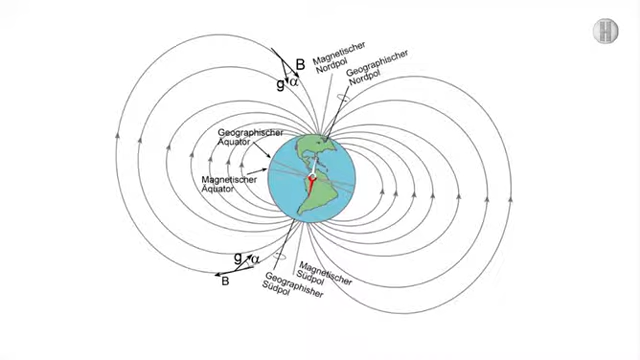 H
B
g
α
Magnetischer
Nordpol
Geographischer
Nordpol
Geographischer
Äquator
Magnetischer
Äquator
g
α
B
Geographisher
Südpol
Magnetischer
Südpol